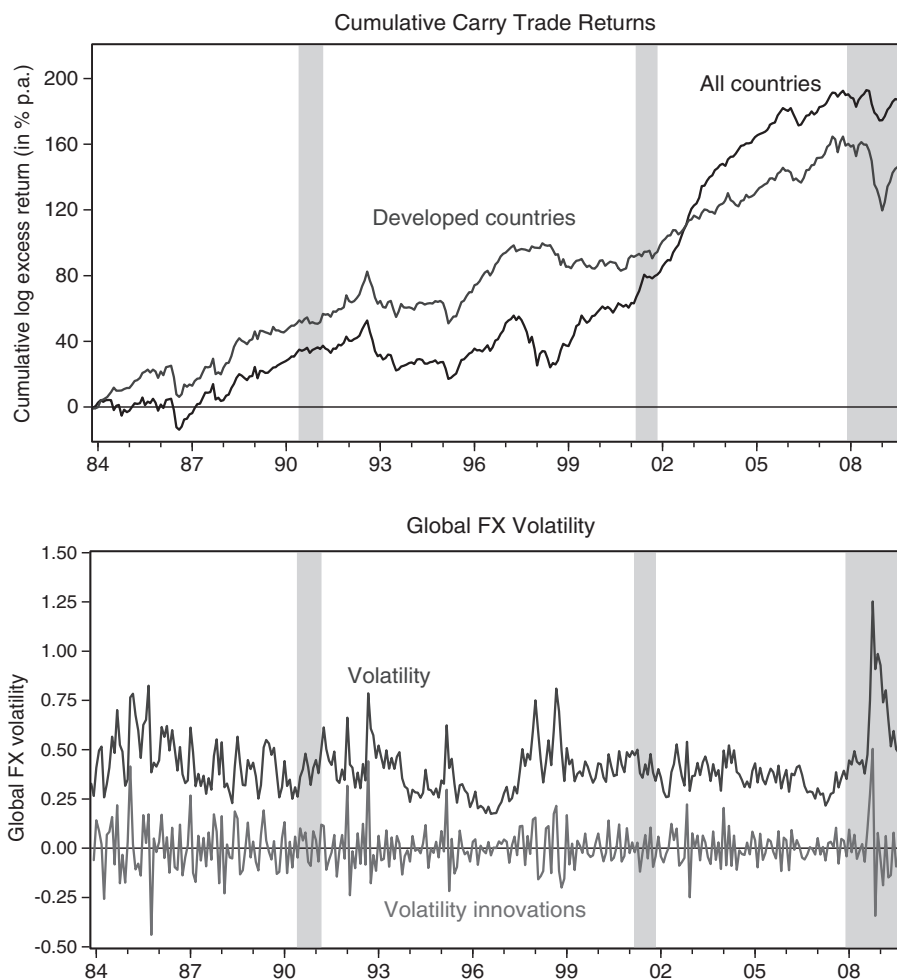 Cumulative Carry Trade Returns
Cumulative log excess return (in % p.a.)
200
160
120
80
40
0
All countries
Developed countries
84 87 90 93 96 99 02 05 08
Global FX Volatility
Global FX volatility
1.50
1.25
1.00
0.75
0.50
0.25
0.00
-0.25
-0.50
Volatility
Volatility innovations
84 87 90 93 96 99 02 05 08